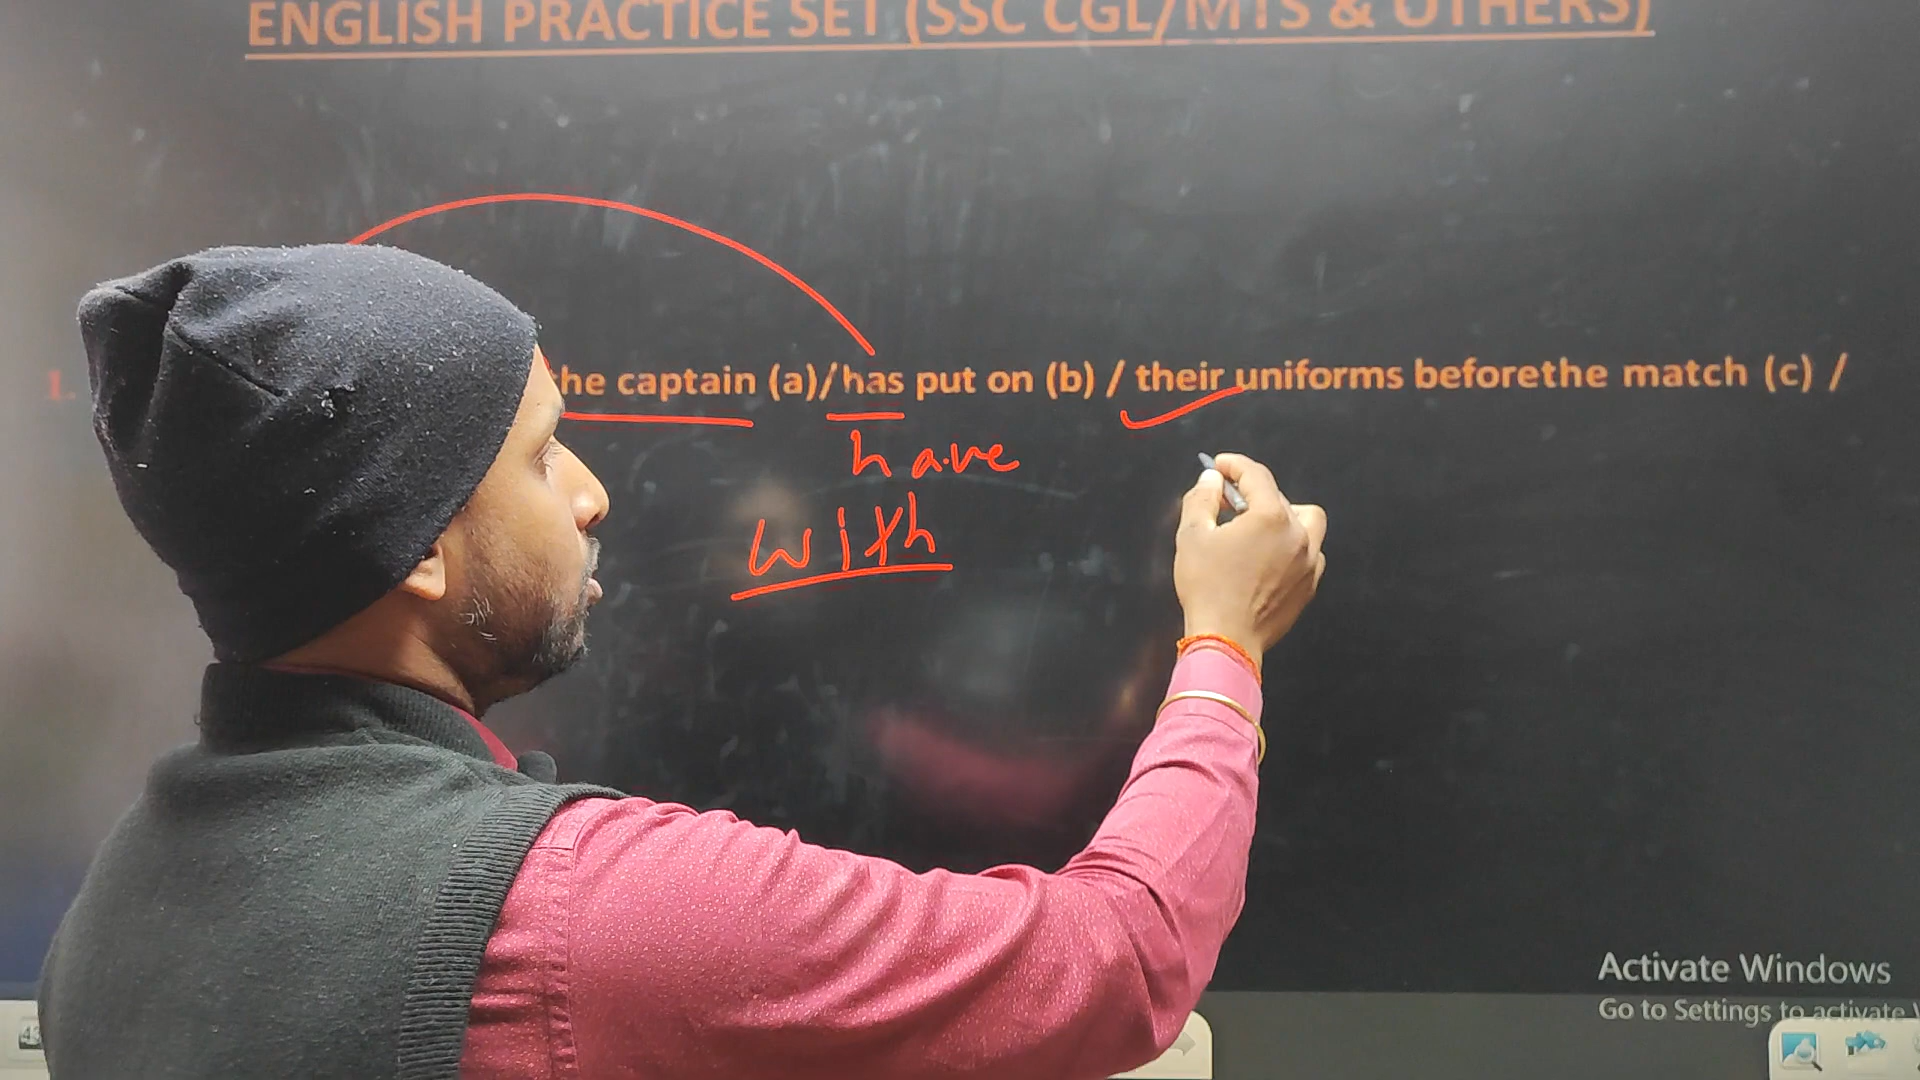 ENGLISH PRACTICE SET (SSC CGL/MTS & OTHERS)
1. the captain (a)/has put on (b) / their uniforms beforethe match (c) /
have
with
Activate Windows
Go to Settings to activate